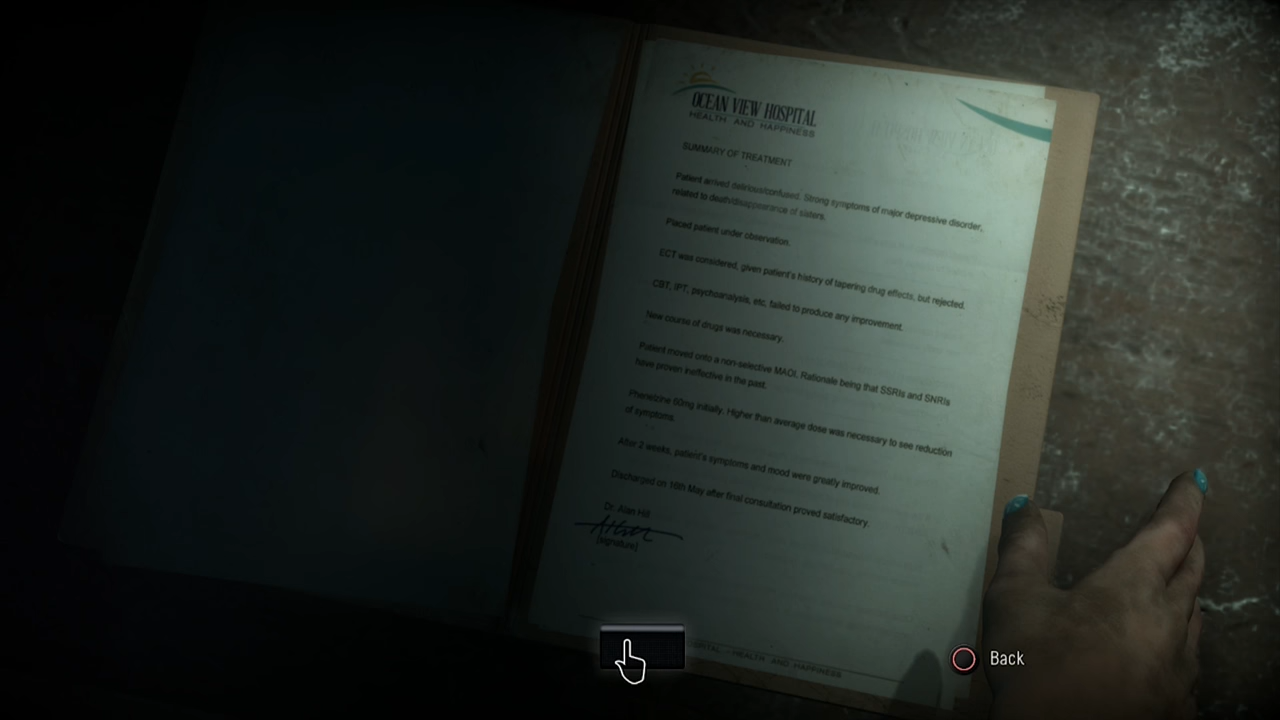 OCEAN VIEW HOSPITAL
HEALTH AND HAPPINESS
SUMMARY OF TREATMENT
Patient arrived delirious/confused. Strong symptoms of major depressive disorder,
related to death/disappearance of sisters.
Placed patient under observation.
ECT was considered, given patient's history of tapering drug effects, but rejected.
CBT, IPT, psychoanalysis, etc. failed to produce any improvement.
New course of drugs was necessary.
Patient moved onto a non-selective MAOI. Rationale being that SSRIs and SNRIs
have proven ineffective in the past.
Phenelzine 60mg initially. Higher than average dose was necessary to see reduction
of symptoms.
After 2 weeks, patient's symptoms and mood were greatly improved.
Discharged on 16th May after final consultation proved satisfactory.
Dr. Alan Hill
[signature]
HEALTH AND HAPPINESS
Back